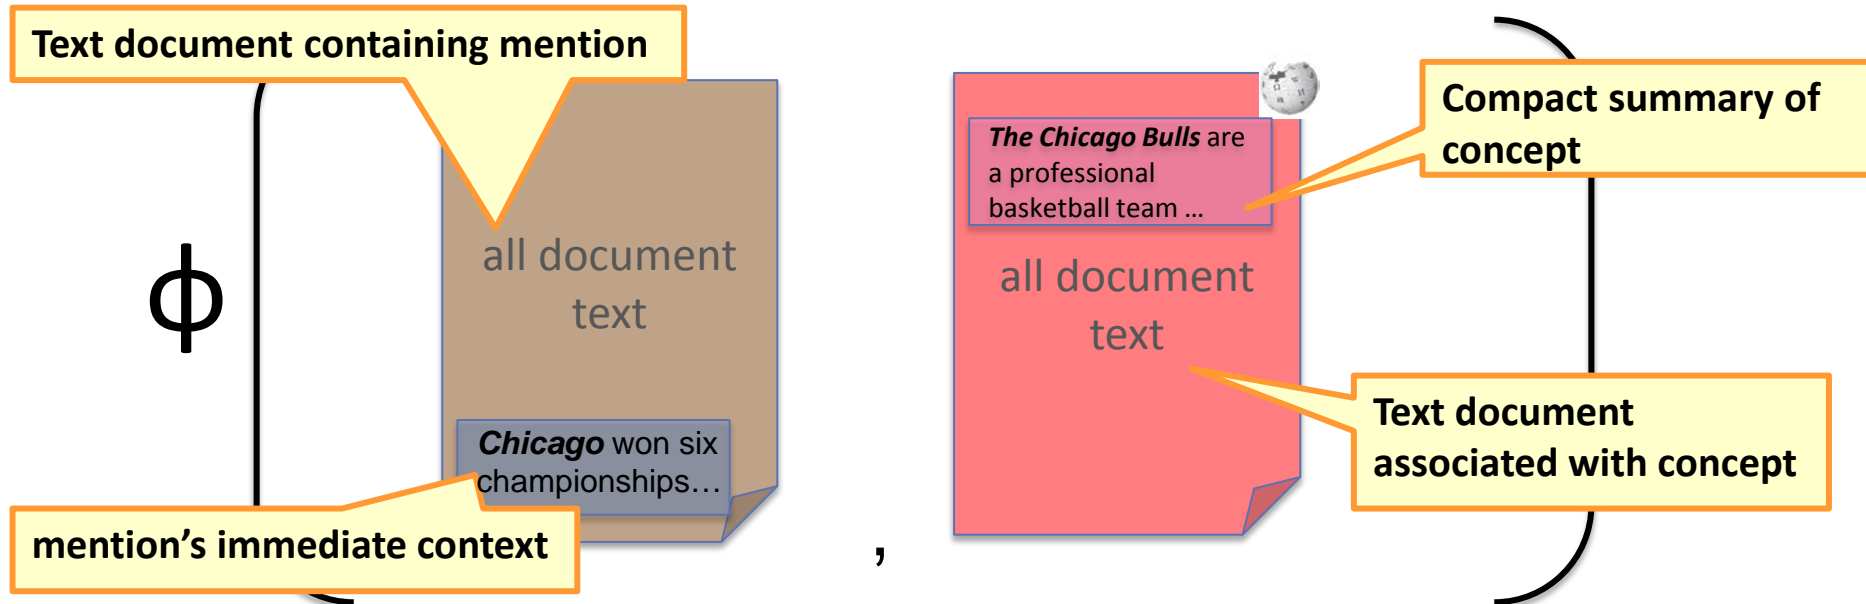 Text document containing mention
ϕ
all document
text
Chicago won six
championships…
mention’s immediate context
,
The Chicago Bulls are
a professional
basketball team …
all document
text
Compact summary of
concept
Text document
associated with concept